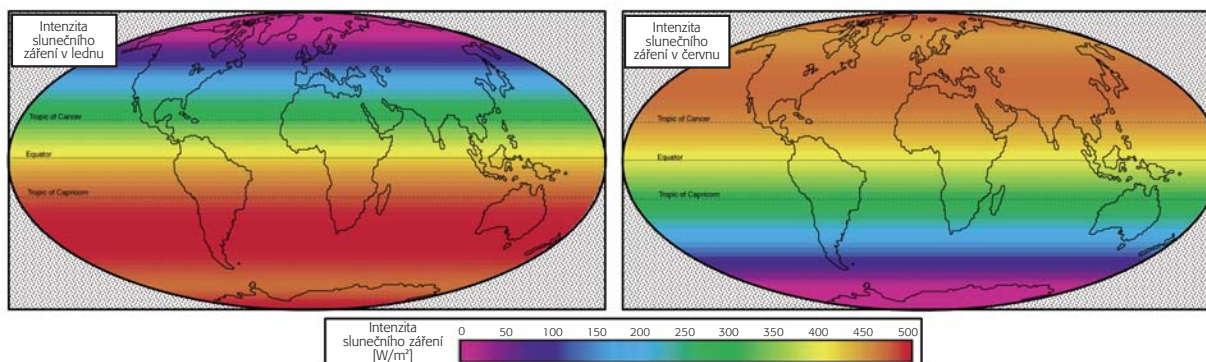 Intenzita
slunečního
záření v lednu
Tropic of Cancer
Equator
Tropic of Capricorn
Intenzita
slunečního
záření v červnu
Tropic of Cancer
Equator
Tropic of Capricorn
Intenzita
slunečního záření
[W/m²]
0 50 100 150 200 250 300 350 400 450 500